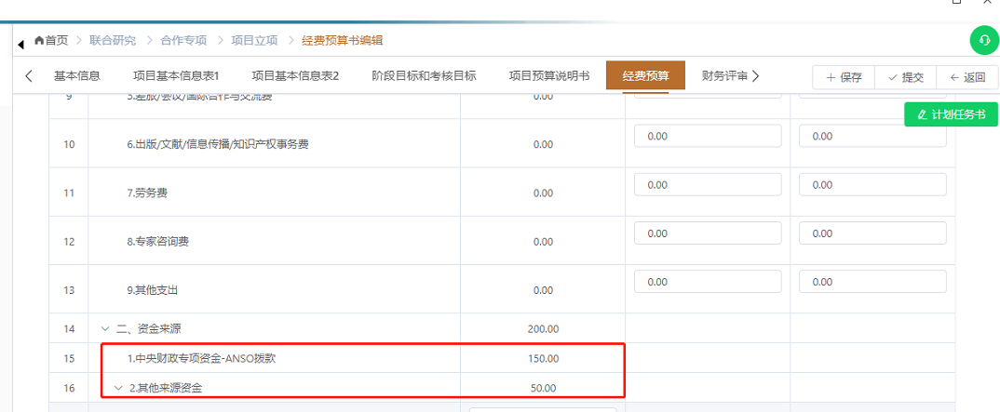 首页 联合研究 合作专项 项目立项 经费预算书编辑
基本信息 项目基本信息表1 项目基本信息表2 阶段目标和考核目标 项目预算说明书 经费预算 财务评审 保存 提交 返回
计划任务书
9 5.差旅/会议/国际合作与交流费 0.00 0.00 0.00
10 6.出版/文献/信息传播/知识产权事务费 0.00 0.00 0.00
11 7.劳务费 0.00 0.00 0.00
12 8.专家咨询费 0.00 0.00 0.00
13 9.其他支出 0.00 0.00 0.00
14 二、资金来源 200.00
15 1.中央财政专项资金-ANSO拨款 150.00
16 2.其他来源资金 50.00